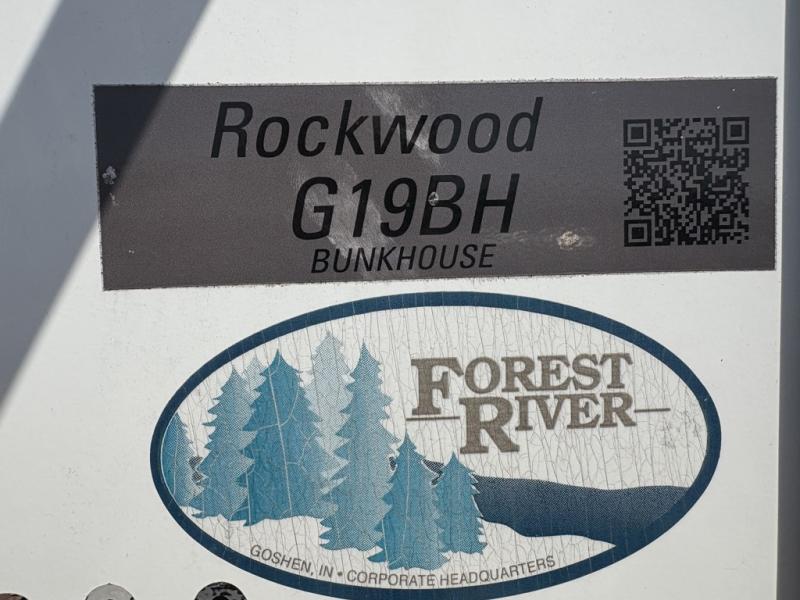 Rockwood
G19BH
BUNKHOUSE
FOREST
RIVER
GOSHEN, IN • CORPORATE HEADQUARTERS